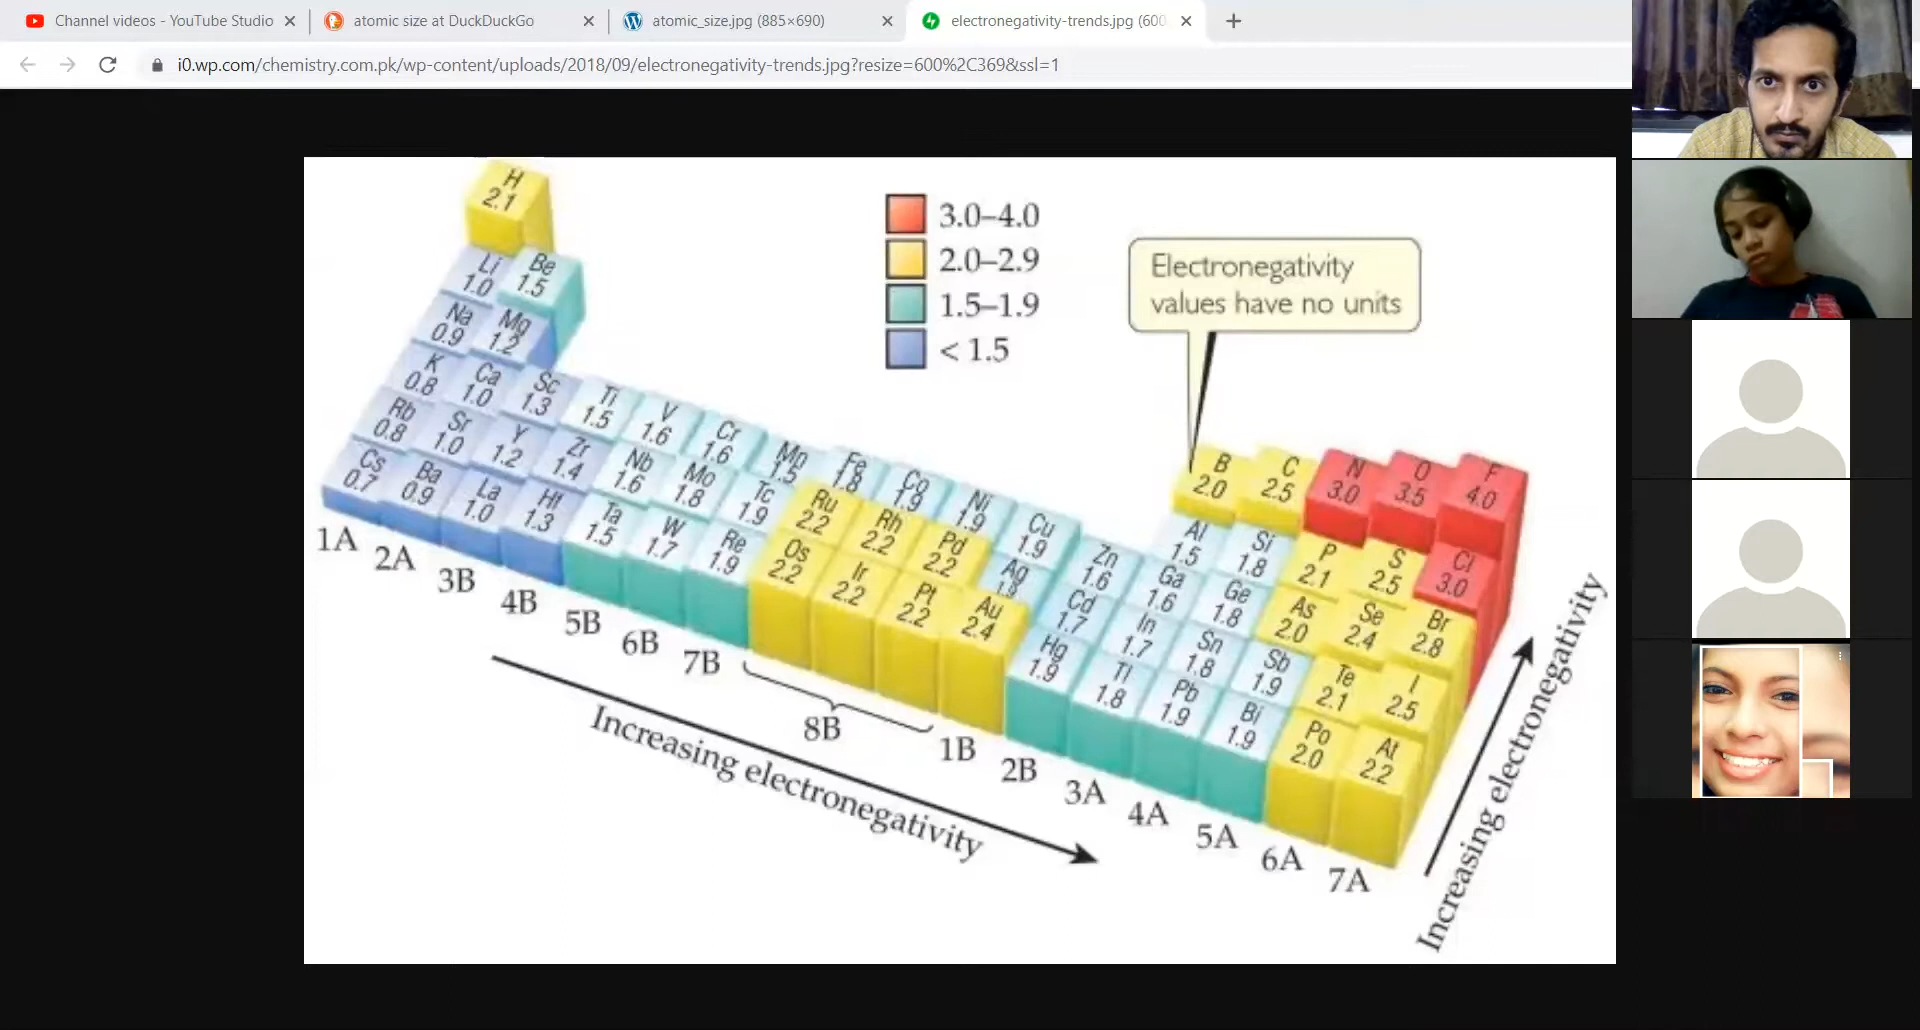 Channel videos - YouTube Studio
atomic size at DuckDuckGo
atomic_size.jpg (885×690)
electronegativity-trends.jpg (600
i0.wp.com/chemistry.com.pk/wp-content/uploads/2018/09/electronegativity-trends.jpg?resize=600%2C369&ssl=1
H
2.1
3.0–4.0
2.0–2.9
1.5–1.9
< 1.5
Electronegativity
values have no units
Li Be
1.0 1.5
Na Mg
0.9 1.2
K Ca Sc Ti V Cr Mn Fe Co Ni Cu Zn Ga Ge As Se Br
0.8 1.0 1.3 1.5 1.6 1.6 1.5 1.8 1.9 1.9 1.9 1.6 1.6 1.8 2.0 2.4 2.8
Rb Sr Y Zr Nb Mo Tc Ru Rh Pd Ag Cd In Sn Sb Te I
0.8 1.0 1.2 1.4 1.6 1.8 1.9 2.2 2.2 2.2 1.9 1.7 1.7 1.8 1.9 2.1 2.5
Cs Ba La Hf Ta W Re Os Ir Pt Au Hg Tl Pb Bi Po At
0.7 0.9 1.0 1.3 1.5 1.7 1.9 2.2 2.2 2.2 2.4 1.9 1.8 1.9 1.9 2.0 2.2
B C N O F
2.0 2.5 3.0 3.5 4.0
Al Si P S Cl
1.5 1.8 2.1 2.5 3.0
1A 2A 3B 4B 5B 6B 7B 8B 1B 2B 3A 4A 5A 6A 7A
Increasing electronegativity
Increasing electronegativity